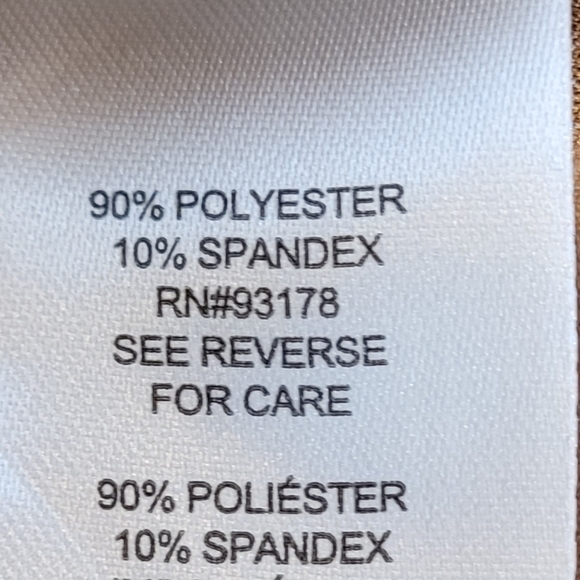 90% POLYESTER
10% SPANDEX
RN#93178
SEE REVERSE
FOR CARE
90% POLIÉSTER
10% SPANDEX